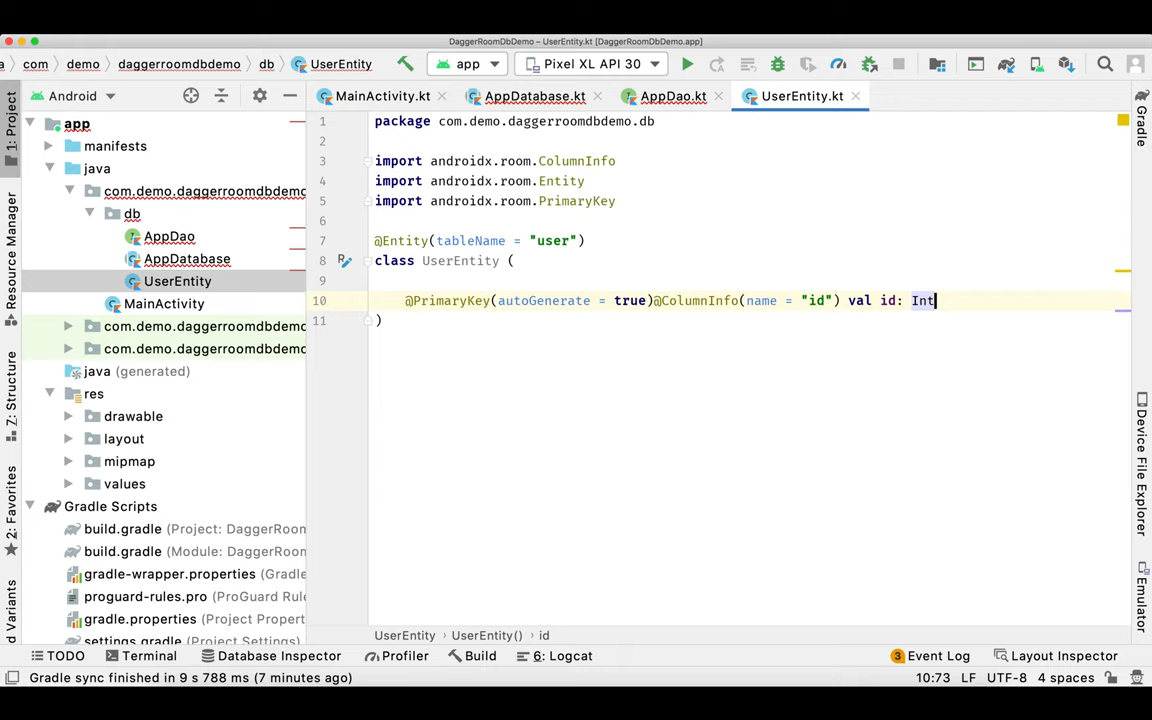 DaggerRoomDbDemo – UserEntity.kt [DaggerRoomDbDemo.app]
a com demo daggerroomdbdemo db UserEntity app Pixel XL API 30
Android MainActivity.kt AppDatabase.kt AppDao.kt UserEntity.kt
1: Project
Resource Manager
Z: Structure
2: Favorites
d Variants
app
manifests
java
com.demo.daggerroomdbdemo
db
AppDao
AppDatabase
UserEntity
MainActivity
com.demo.daggerroomdbdemo
com.demo.daggerroomdbdemo
java (generated)
res
drawable
layout
mipmap
values
Gradle Scripts
build.gradle (Project: DaggerRoom
build.gradle (Module: DaggerRoom
gradle-wrapper.properties (Gradle
proguard-rules.pro (ProGuard Rule
gradle.properties (Project Propert
settings.gradle (Project Settings)
1 package com.demo.daggerroomdbdemo.db
2
3 import androidx.room.ColumnInfo
4 import androidx.room.Entity
5 import androidx.room.PrimaryKey
6
7 @Entity(tableName = "user")
8 class UserEntity (
9
10 @PrimaryKey(autoGenerate = true)@ColumnInfo(name = "id") val id: Int
11 )
Gradle
Device File Explorer
Emulator
UserEntity › UserEntity() › id
TODO Terminal Database Inspector Profiler Build 6: Logcat 3 Event Log Layout Inspector
Gradle sync finished in 9 s 788 ms (7 minutes ago) 10:73 LF UTF-8 4 spaces